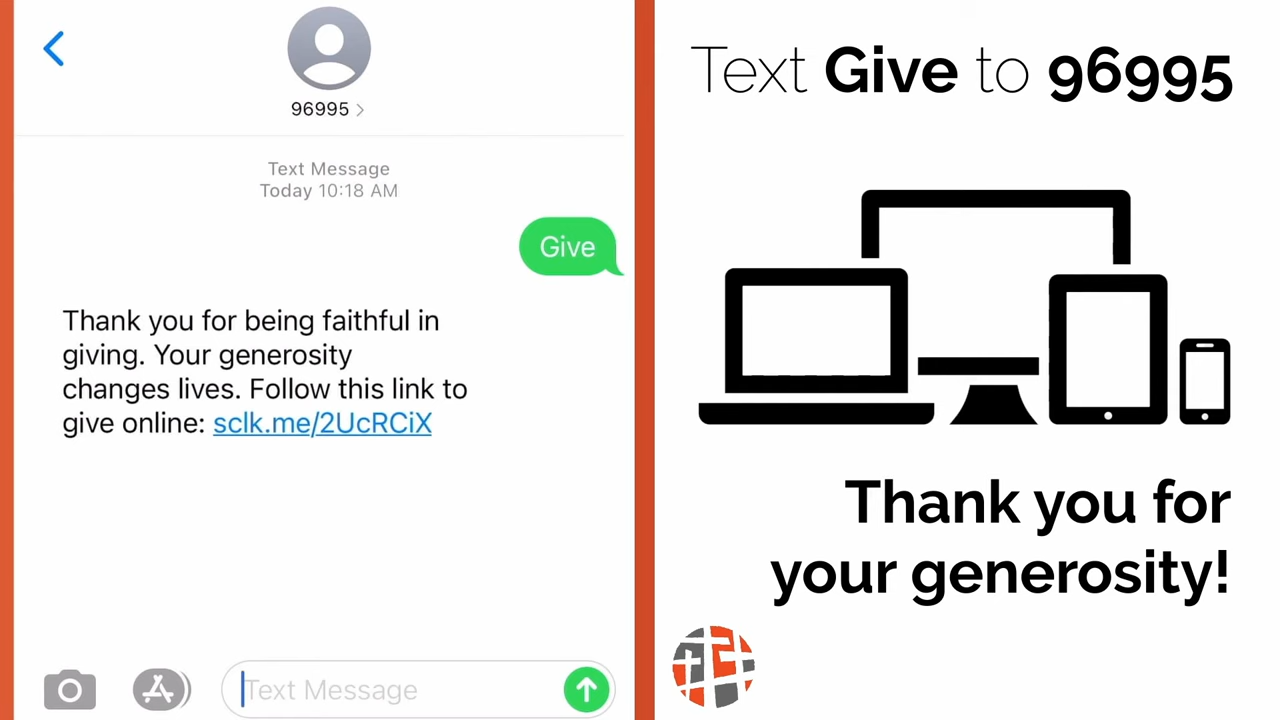 96995
Text Message
Today 10:18 AM
Give
Thank you for being faithful in
giving. Your generosity
changes lives. Follow this link to
give online: sclk.me/2UcRCiX
Text Message
Text Give to 96995
Thank you for
your generosity!